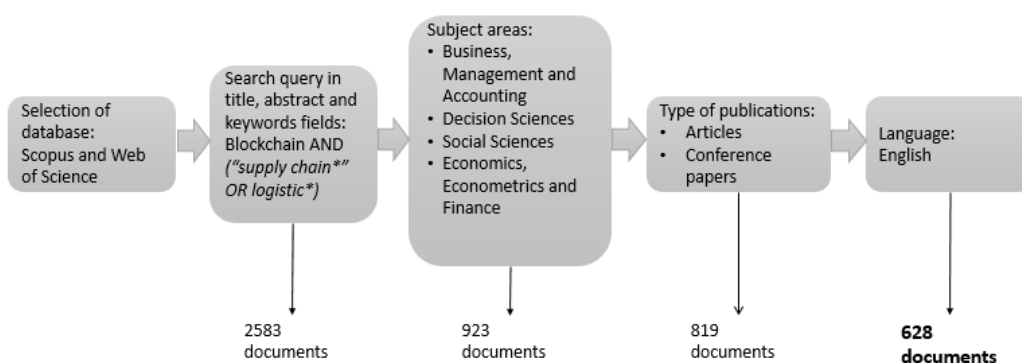 Selection of
database:
Scopus and Web
of Science
Search query in
title, abstract and
keywords fields:
Blockchain AND
(“supply chain*”
OR logistic*)
Subject areas:
• Business,
Management and
Accounting
• Decision Sciences
• Social Sciences
• Economics,
Econometrics and
Finance
Type of publications:
• Articles
• Conference
papers
Language:
English
2583
documents
923
documents
819
documents
628
documents